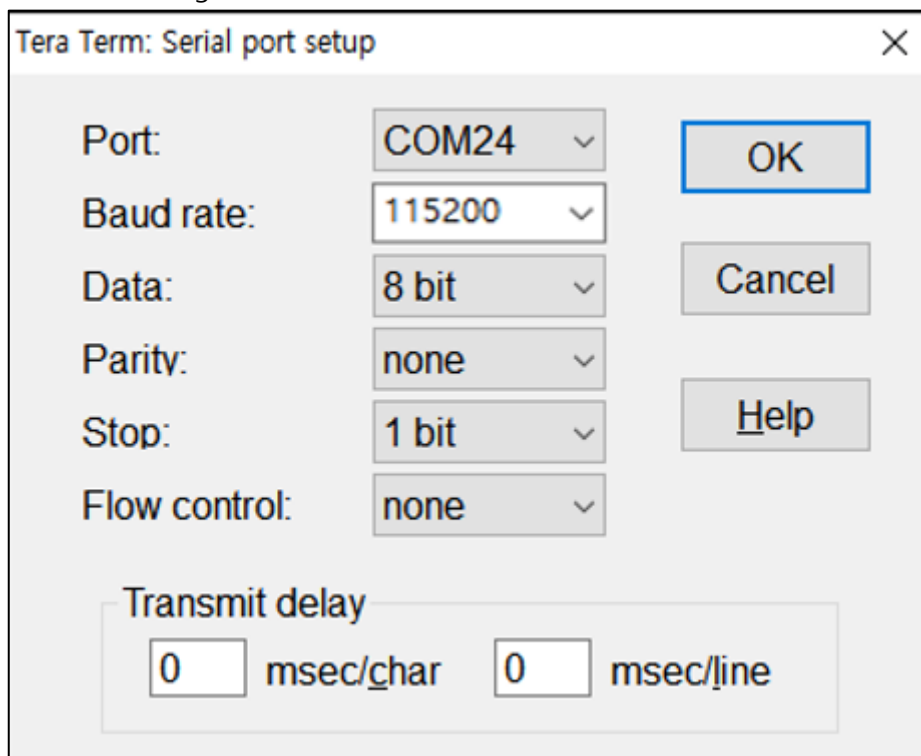 Tera Term: Serial port setup
Port: COM24 OK
Baud rate: 115200
Data: 8 bit Cancel
Parity: none
Stop: 1 bit Help
Flow control: none
Transmit delay
0 msec/char 0 msec/line